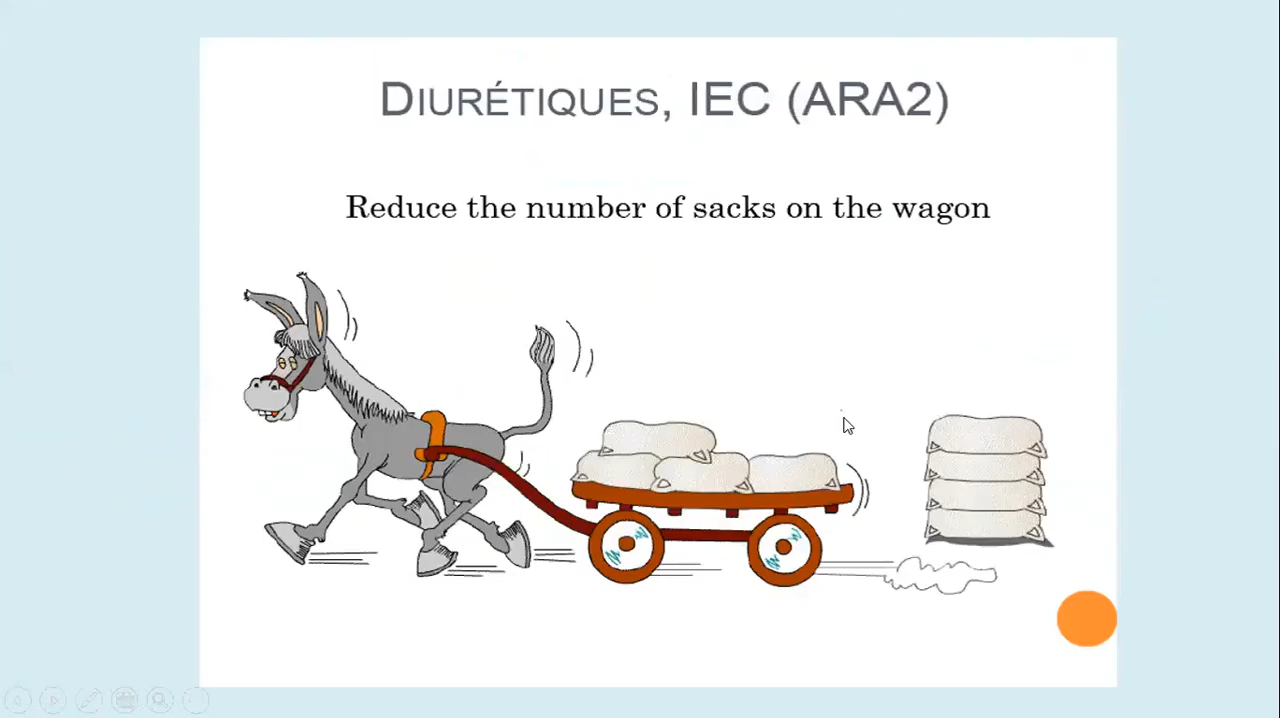 DIURÉTIQUES, IEC (ARA2)
Reduce the number of sacks on the wagon